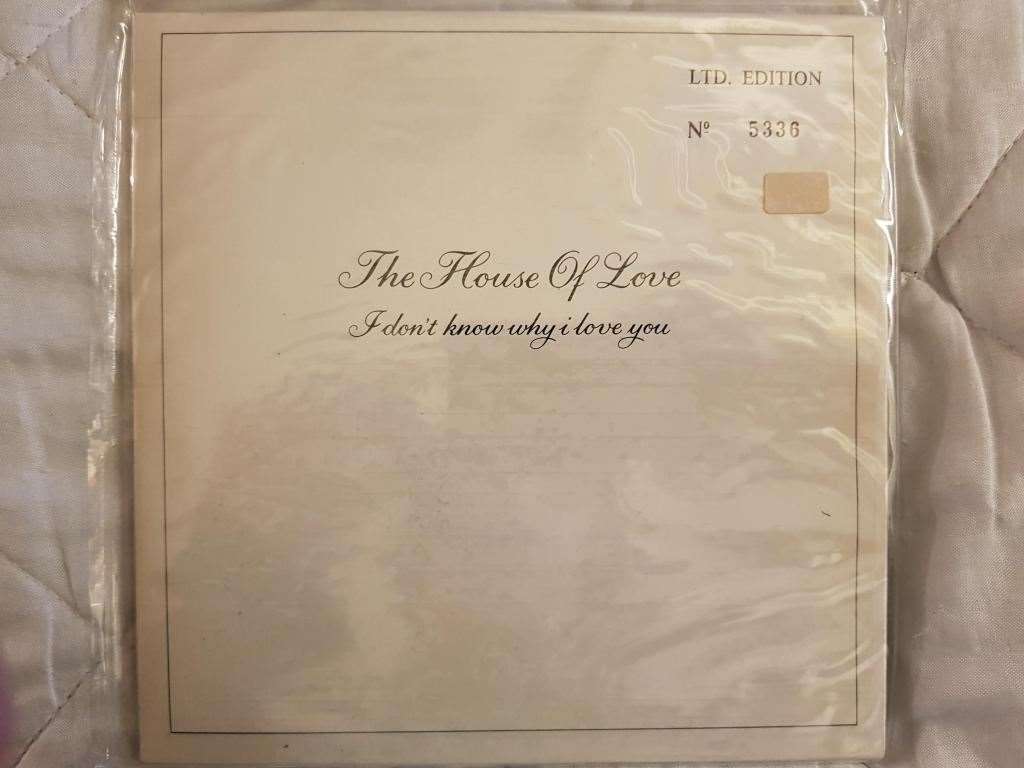 LTD. EDITION
Nº 5336
The House Of Love
I don't know why i love you